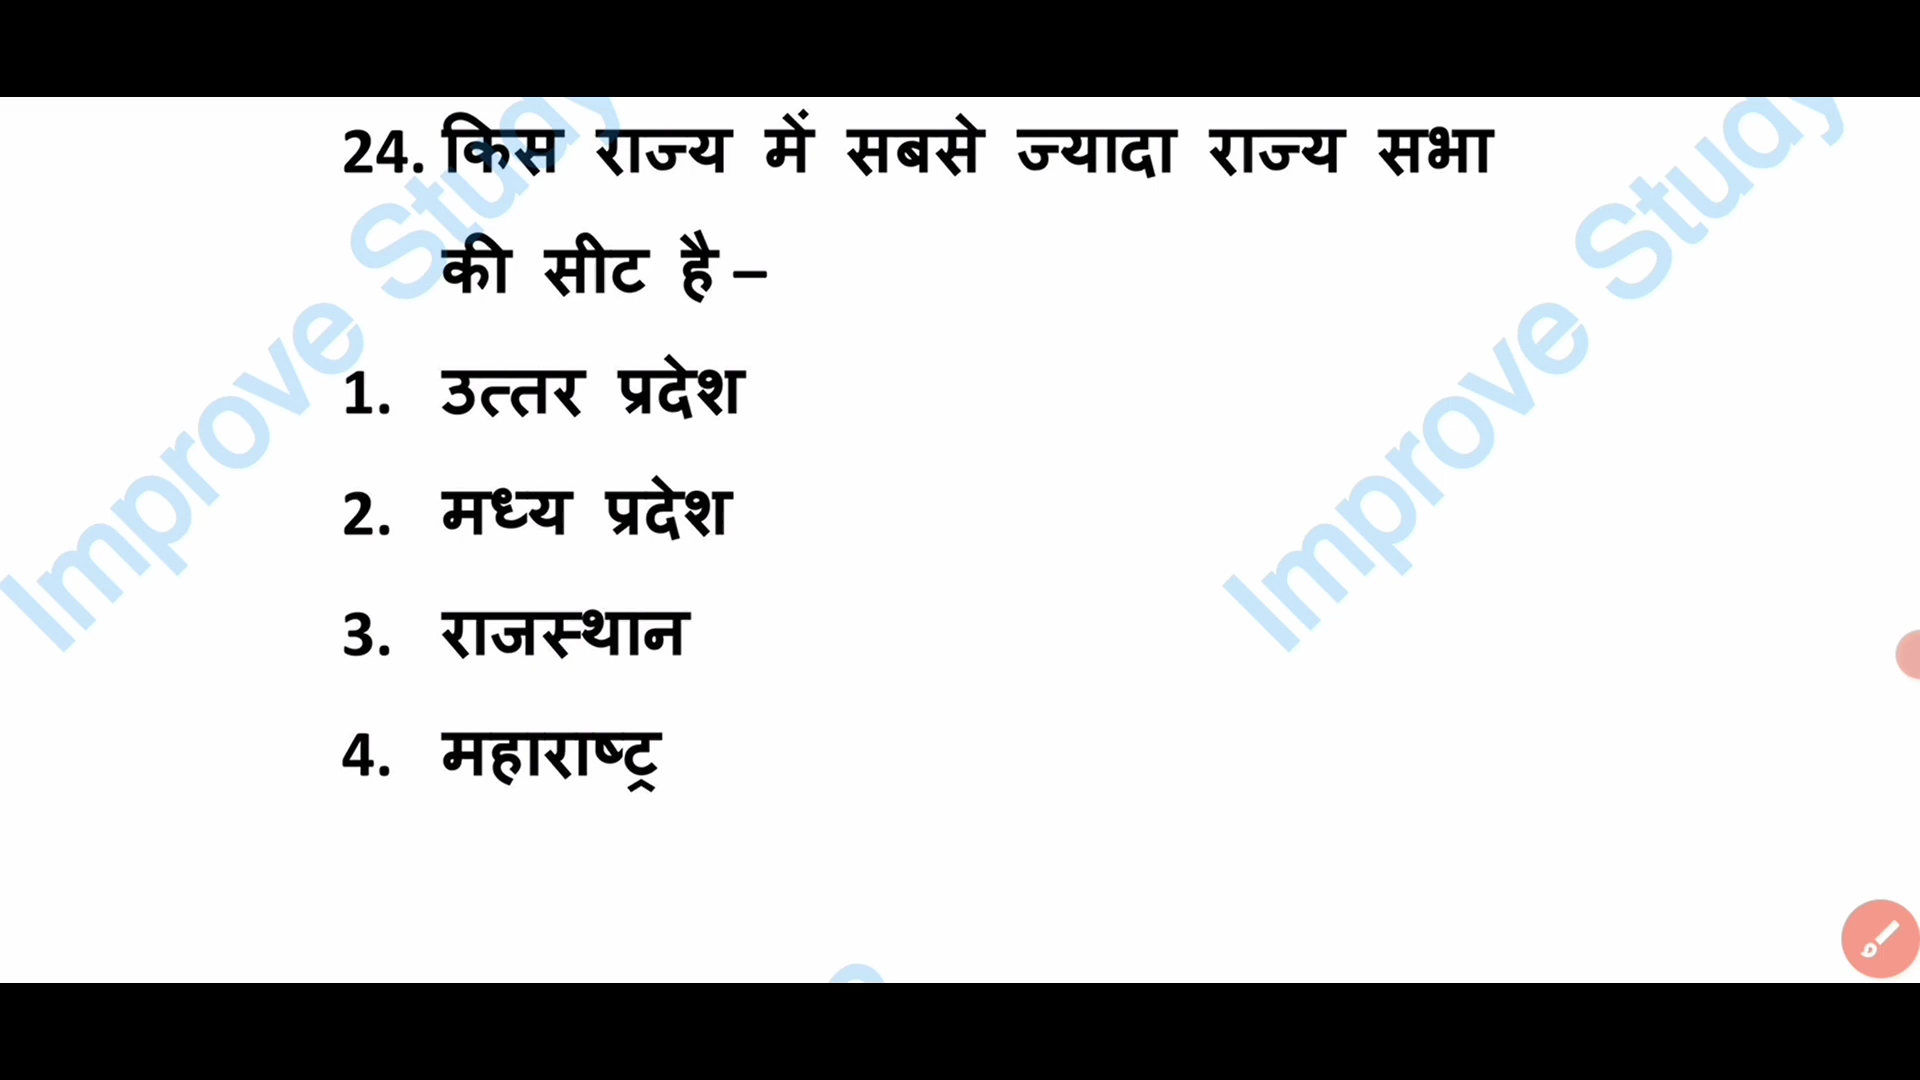 24. किस राज्य में सबसे ज्यादा राज्य सभा
की सीट है –
1. उत्तर प्रदेश
2. मध्य प्रदेश
3. राजस्थान
4. महाराष्ट्र
Improve Study
Improve Study